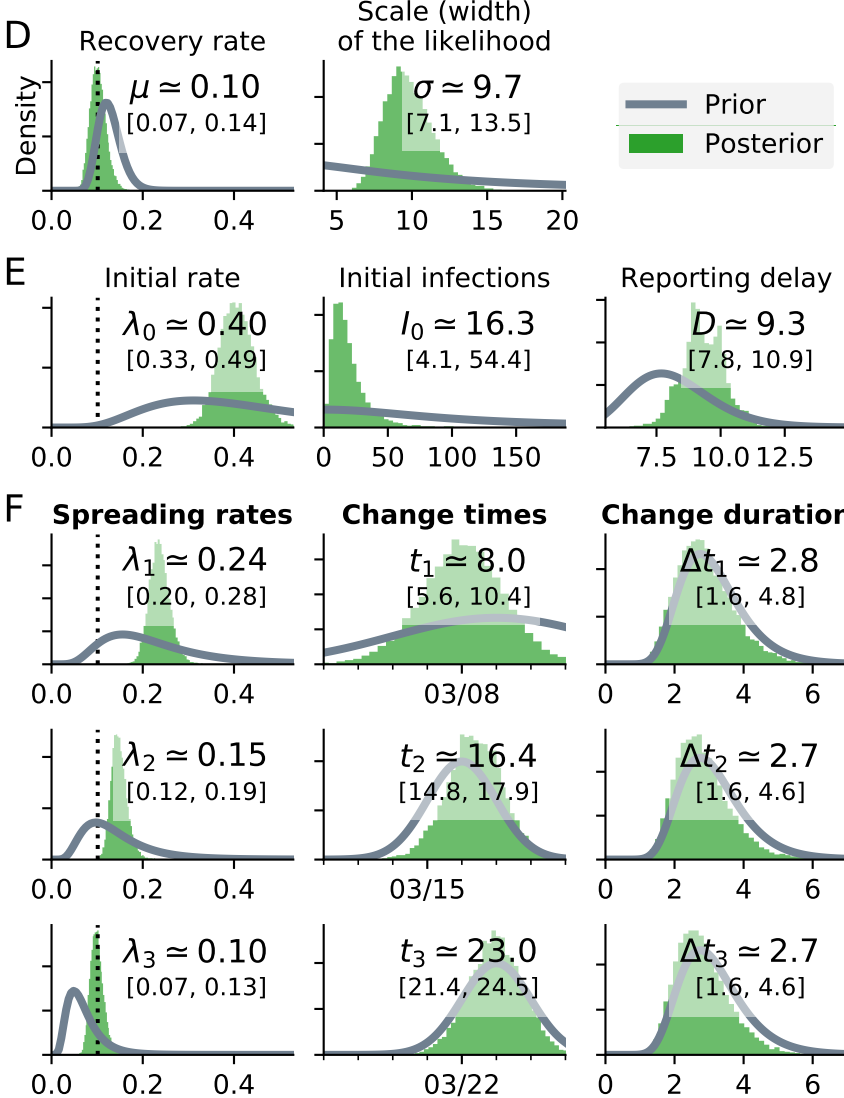 D
Recovery rate
Scale (width)
of the likelihood
Density
μ ≃ 0.10
[0.07, 0.14]
0.0 0.2 0.4
σ ≃ 9.7
[7.1, 13.5]
5 10 15 20
Prior
Posterior
E
Initial rate
λ0 ≃ 0.40
[0.33, 0.49]
0.0 0.2 0.4
Initial infections
I0 ≃ 16.3
[4.1, 54.4]
0 50 100 150
Reporting delay
D ≃ 9.3
[7.8, 10.9]
7.5 10.0 12.5
F
Spreading rates
Change times
Change duration
λ1 ≃ 0.24
[0.20, 0.28]
0.0 0.2 0.4
t1 ≃ 8.0
[5.6, 10.4]
03/08
Δt1 ≃ 2.8
[1.6, 4.8]
2 4 6
0
λ2 ≃ 0.15
[0.12, 0.19]
0.0 0.2 0.4
t2 ≃ 16.4
[14.8, 17.9]
03/15
Δt2 ≃ 2.7
[1.6, 4.6]
0 2 4 6
λ3 ≃ 0.10
[0.07, 0.13]
0.0 0.2 0.4
t3 ≃ 23.0
[21.4, 24.5]
03/22
Δt3 ≃ 2.7
[1.6, 4.6]
0 2 4 6